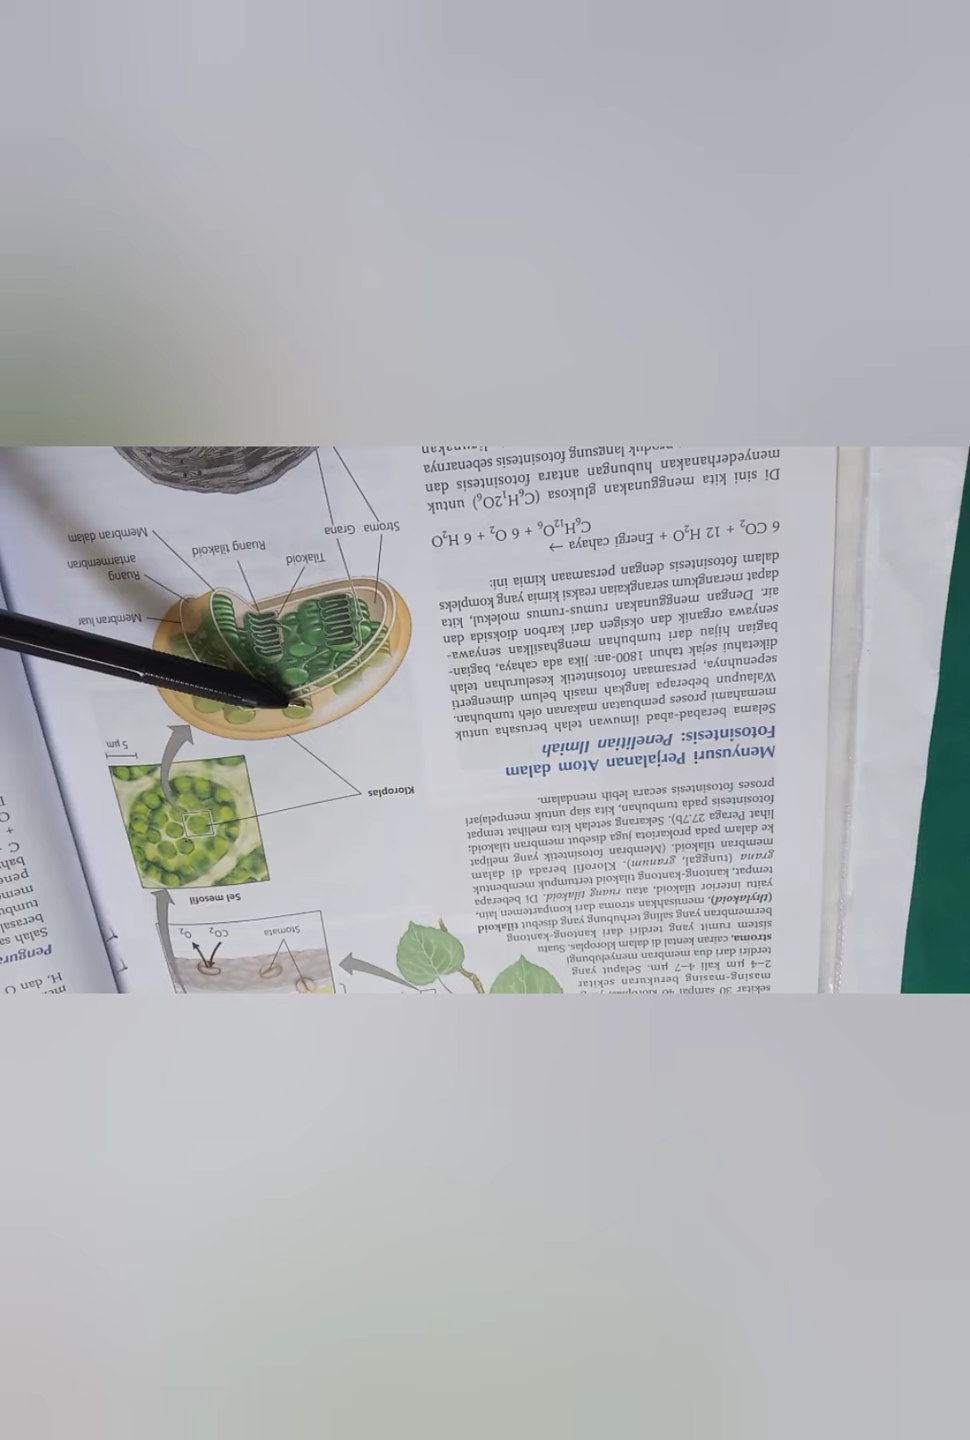 sekitar 30 sampai 40
masing-masing berukuran sekitar
2–4 µm kali 4–7 µm. Selaput yang
terdiri dari dua membran menyelubungi
stroma, cairan kental di dalam kloroplas. Suatu
sistem rumit yang terdiri dari kantong-kantong
bermembran yang saling terhubung yang disebut tilakoid
(thylakoid), memisahkan stroma dari kompartemen lain,
yaitu interior tilakoid, atau ruang tilakoid. Di beberapa
tempat, kantong-kantong tilakoid tertumpuk membentuk
grana (tunggal, granum). Klorofil berada di dalam
membran tilakoid. (Membran fotosintetik yang melipat
ke dalam pada prokariota juga disebut membran tilakoid;
lihat Peraga 27.7b). Sekarang setelah kita melihat tempat
fotosintesis pada tumbuhan, kita siap untuk mempelajari
proses fotosintesis secara lebih mendalam.
Menyusuri Perjalanan Atom dalam
Fotosintesis: Penelitian Ilmiah
Selama berabad-abad ilmuwan telah berusaha untuk
memahami proses pembuatan makanan oleh tumbuhan.
Walaupun beberapa langkah masih belum dimengerti
sepenuhnya, persamaan fotosintetik keseluruhan telah
diketahui sejak tahun 1800-an: Jika ada cahaya, bagian-
bagian hijau dari tumbuhan menghasilkan senyawa-
senyawa organik dan oksigen dari karbon dioksida dan
air. Dengan menggunakan rumus-rumus molekul, kita
dapat merangkum serangkaian reaksi kimia yang kompleks
dalam fotosintesis dengan persamaan kimia ini:
6 CO₂ + 12 H₂O + Energi cahaya →
C₆H₁₂O₆ + 6 O₂ + 6 H₂O
Di sini kita menggunakan glukosa (C₆H₁2O₆) untuk
menyederhanakan hubungan antara fotosintesis dan
produk langsung fotosintesis sebenarnya
Stomata
CO₂
O₂
Sel mesofil
Kloroplas
5 µm
Membran luar
Ruang
antarmembran
Membran dalam
Tilakoid
Ruang tilakoid
Stroma
Grana
H, dan O
Pengura
Salah sa
berasal
tumbu
mem
pene
baha
C
+